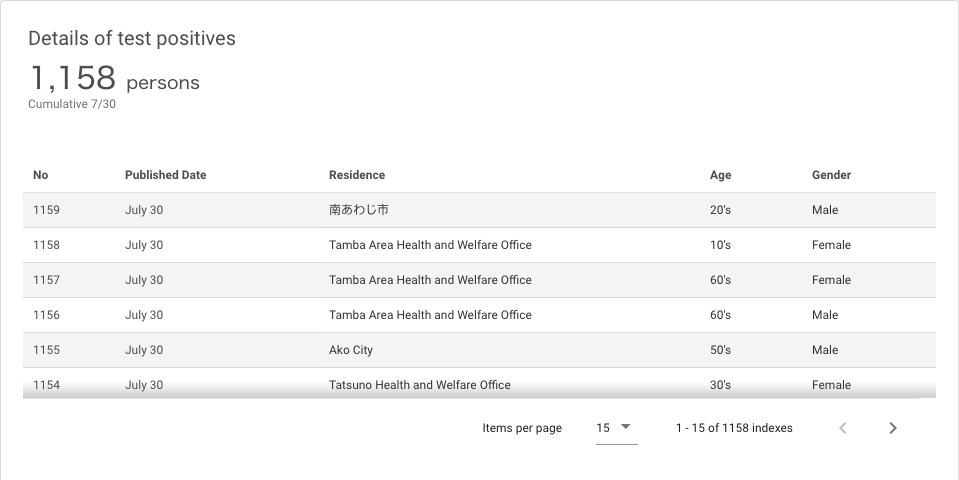 Details of test positives
1,158 persons
Cumulative 7/30
No Published Date Residence Age Gender
1159 July 30 南あわじ市 20's Male
1158 July 30 Tamba Area Health and Welfare Office 10's Female
1157 July 30 Tamba Area Health and Welfare Office 60's Female
1156 July 30 Tamba Area Health and Welfare Office 60's Male
1155 July 30 Ako City 50's Male
1154 July 30 Tatsuno Health and Welfare Office 30's Female
Items per page 15 1 - 15 of 1158 indexes